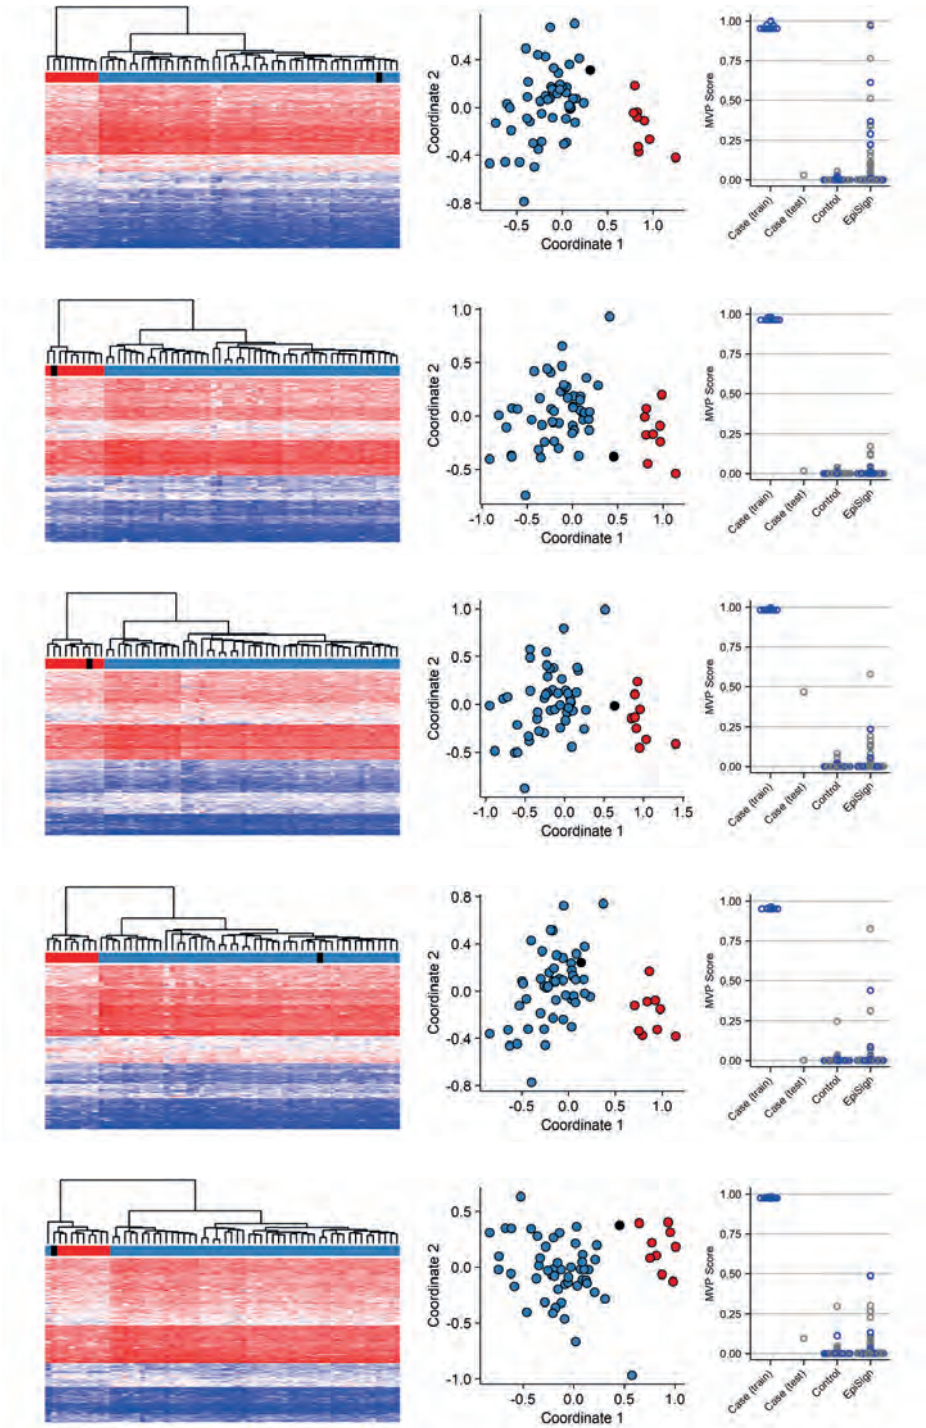 0.4
0.0
-0.4
-0.8
Coordinate 2
-0.5 0.0 0.5 1.0
Coordinate 1
1.00
0.75
0.50
0.25
0.00
MVP Score
Case (train)
Case (test)
Control
EpiSign
1.0
0.5
0.0
-0.5
Coordinate 2
-1.0 -0.5 0.0 0.5 1.0
Coordinate 1
1.00
0.75
0.50
0.25
0.00
MVP Score
Case (train)
Case (test)
Control
EpiSign
1.0
0.5
0.0
-0.5
Coordinate 2
-1.0 -0.5 0.0 0.5 1.0 1.5
Coordinate 1
1.00
0.75
0.50
0.25
0.00
MVP Score
Case (train)
Case (test)
Control
EpiSign
0.8
0.4
0.0
-0.4
-0.8
Coordinate 2
-0.5 0.0 0.5 1.0
Coordinate 1
1.00
0.75
0.50
0.25
0.00
MVP Score
Case (train)
Case (test)
Control
EpiSign
0.5
0.0
-0.5
-1.0
Coordinate 2
-0.5 0.0 0.5 1.0
Coordinate 1
1.00
0.75
0.50
0.25
0.00
MVP Score
Case (train)
Case (test)
Control
EpiSign